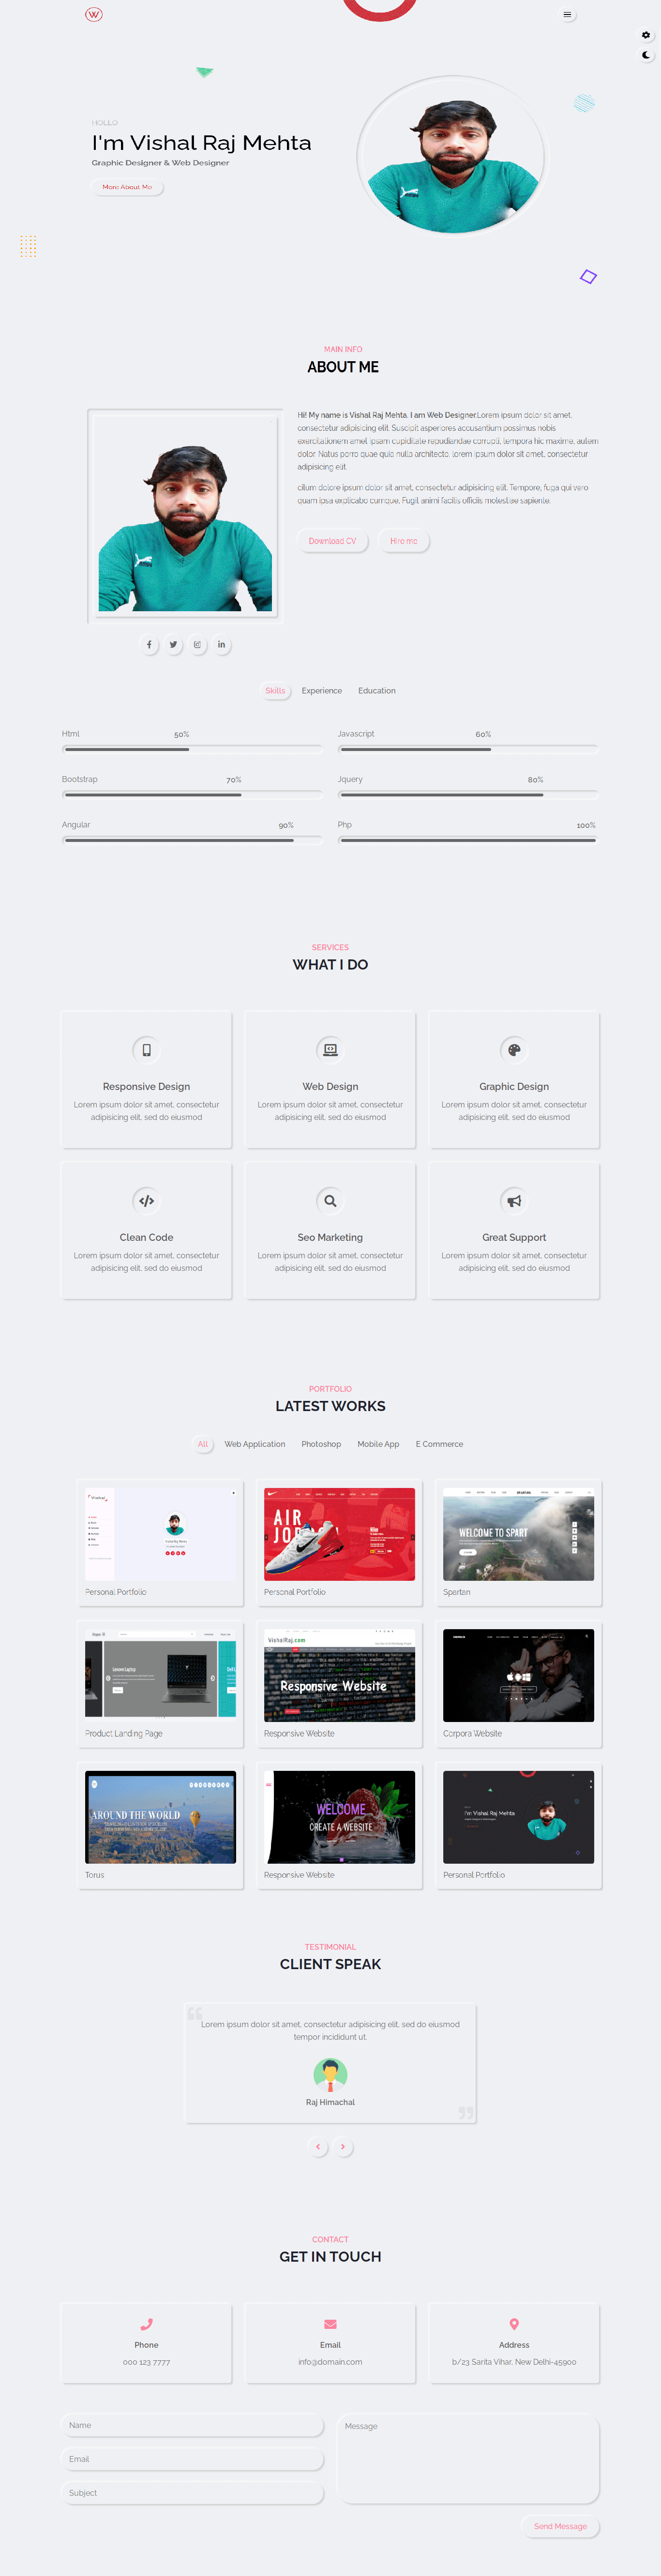 W
HOLLO
I'm Vishal Raj Mehta
Graphic Designer & Web Designer
More About Me
MAIN INFO
ABOUT ME
Hi! My name is Vishal Raj Mehta. I am Web Designer.Lorem ipsum dolor sit amet,
consectetur adipisicing elit. Suscipit asperiores accusantium possimus nobis
exercitationem amet ipsam cupiditate repudiandae corrupti, tempora hic maxime, autem
dolor. Natus porro quae quia nulla architecto, lorem ipsum dolor sit amet, consectetur
adipisicing elit
cillum dolore ipsum dolor sit amet, consectetur adipisicing elit. Tempore, fuga qui vero
quam ipsa explicabo cumque, Fugit animi facilis officiis molestiae sapiente.
Download CV
Hire me
Skills
Experience
Education
Html
50%
Javascript
60%
Bootstrap
70%
Jquery
80%
Angular
90%
Php
100%
SERVICES
WHAT I DO
Responsive Design
Lorem ipsum dolor sit amet, consectetur
adipisicing elit, sed do eiusmod
Web Design
Lorem ipsum dolor sit amet, consectetur
adipisicing elit, sed do eiusmod
Graphic Design
Lorem ipsum dolor sit amet, consectetur
adipisicing elit, sed do eiusmod
Clean Code
Lorem ipsum dolor sit amet, consectetur
adipisicing elit, sed do eiusmod
Seo Marketing
Lorem ipsum dolor sit amet, consectetur
adipisicing elit, sed do eiusmod
Great Support
Lorem ipsum dolor sit amet, consectetur
adipisicing elit, sed do eiusmod
PORTFOLIO
LATEST WORKS
All
Web Application
Photoshop
Mobile App
E Commerce
Vishal
Personal Portfolio
AIR
Personal Portfolio
WELCOME TO SPART
Spartan
Product Landing Page
VishalRaj.com
Responsive Website
Responsive Website
Corpora Website
AROUND THE WORLD
Torus
WELCOME
CREATE A WEBSITE
Responsive Website
I'm Vishal Raj Mehta
Personal Portfolio
TESTIMONIAL
CLIENT SPEAK
Lorem ipsum dolor sit amet, consectetur adipisicing elit, sed do eiusmod
tempor incididunt ut.
Raj Himachal
CONTACT
GET IN TOUCH
Phone
000 123 7777
Email
info@domain.com
Address
b/23 Sarita Vihar, New Delhi-45900
Name
Email
Subject
Message
Send Message